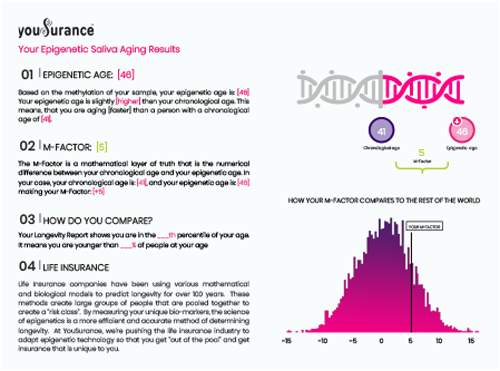 youSurance
Your Epigenetic Saliva Aging Results
01 | EPIGENETIC AGE: [46]
Based on the methylation of your sample, your epigenetic age is: [46]
Your epigenetic age is slightly [higher] then your chronological age. This
means, that you are aging [faster] than a person with a chronological
age of [41].
02 | M-FACTOR: [5]
The M-Factor is a mathematical layer of truth that is the numerical
difference between your chronological age and your epigenetic age. In
your case, your chronological age is: [41], and your epigenetic age is: [46]
making your M-Factor: [+5]
03 | HOW DO YOU COMPARE?
Your Longevity Report shows you are in the ___th percentile of your age.
It means you are younger than ___% of people at your age
04 | LIFE INSURANCE
Life Insurance companies have been using various mathematical
and biological models to predict longevity for over 100 years. These
methods create large groups of people that are pooled together to
create a "risk class". By measuring your unique bio-markers, the science
of epigenetics is a more efficient and accurate method of determining
longevity. At YouSurance, we're pushing the life insurance industry to
adapt epigenetic technology so that you get "out of the pool" and get
insurance that is unique to you.
41
46
Chronological age
5
Epigenetic age
M-Factor
HOW YOUR M-FACTOR COMPARES TO THE REST OF THE WORLD
YOUR M-FACTOR
-15 -10 -5 0 5 10 15